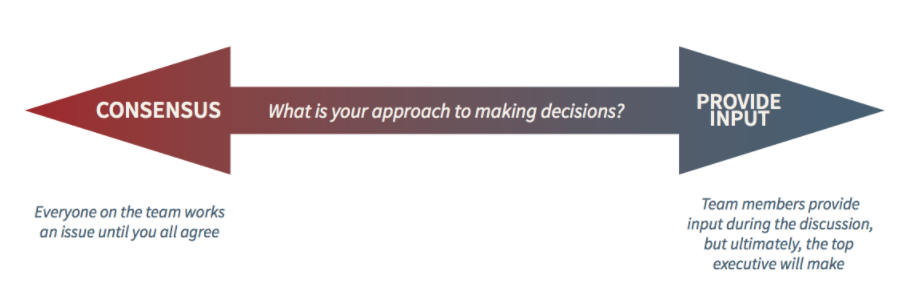 CONSENSUS
What is your approach to making decisions?
PROVIDE
INPUT
Everyone on the team works
an issue until you all agree
Team members provide
input during the discussion,
but ultimately, the top
executive will make